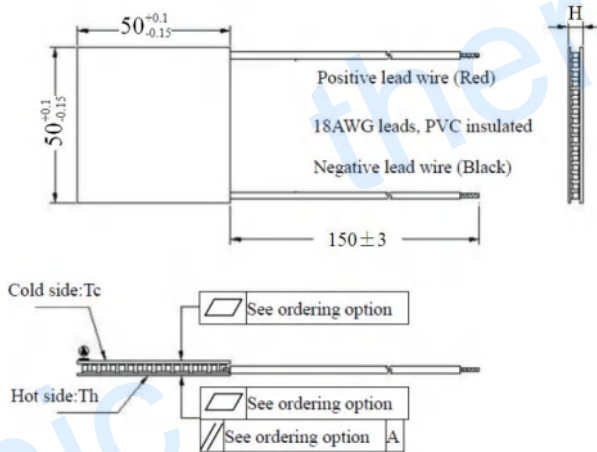 50+0.1 -0.15
H
50+0.1 -0.15
Positive lead wire (Red)
18AWG leads, PVC insulated
Negative lead wire (Black)
150±3
Cold side:Tc
See ordering option
A
Hot side:Th
See ordering option
See ordering option A
ther
nic